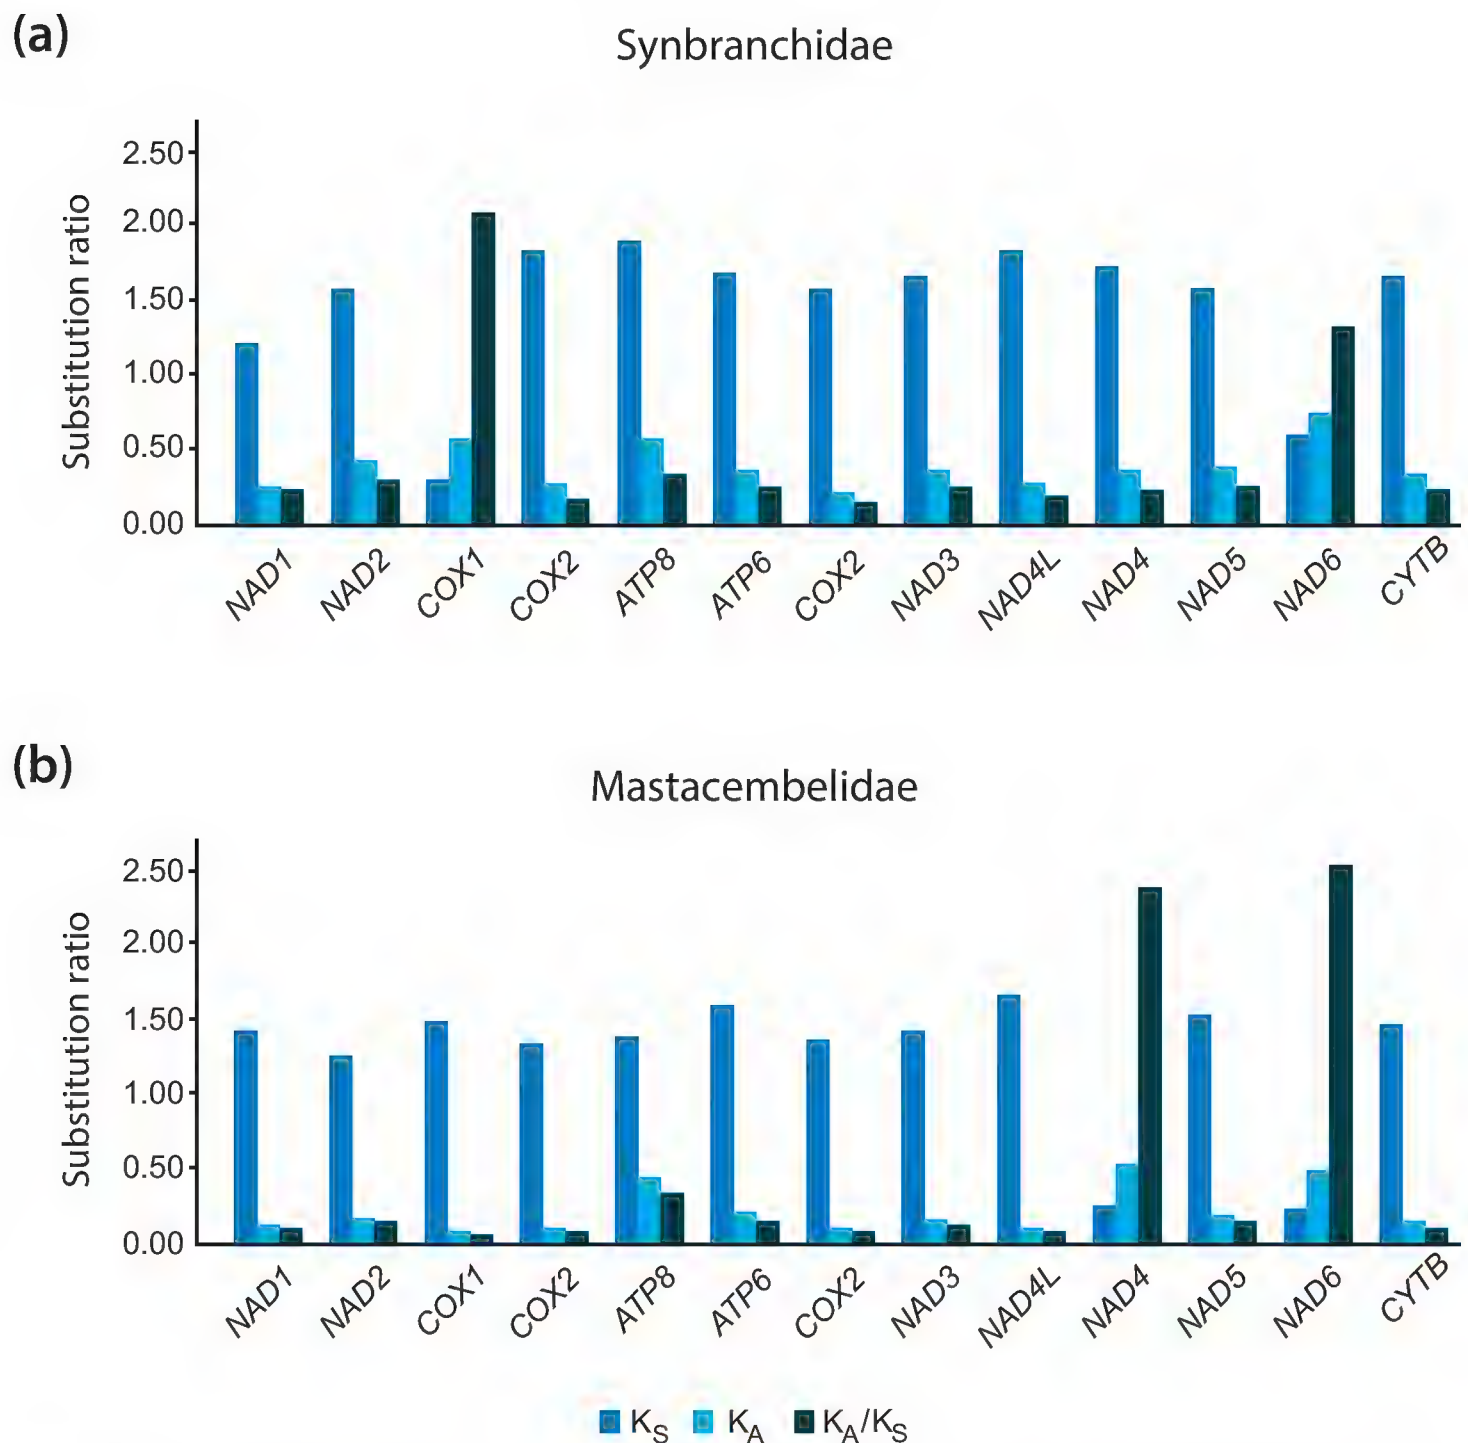 (a)
Synbranchidae
Substitution ratio
2.50
2.00
1.50
1.00
0.50
0.00
NAD1 NAD2 COX1 COX2 ATP8 ATP6 COX2 NAD3 NAD4L NAD4 NAD5 NAD6 CYTB
(b)
Mastacembelidae
Substitution ratio
2.50
2.00
1.50
1.00
0.50
0.00
NAD1 NAD2 COX1 COX2 ATP8 ATP6 COX2 NAD3 NAD4L NAD4 NAD5 NAD6 CYTB
KS KA KA/KS